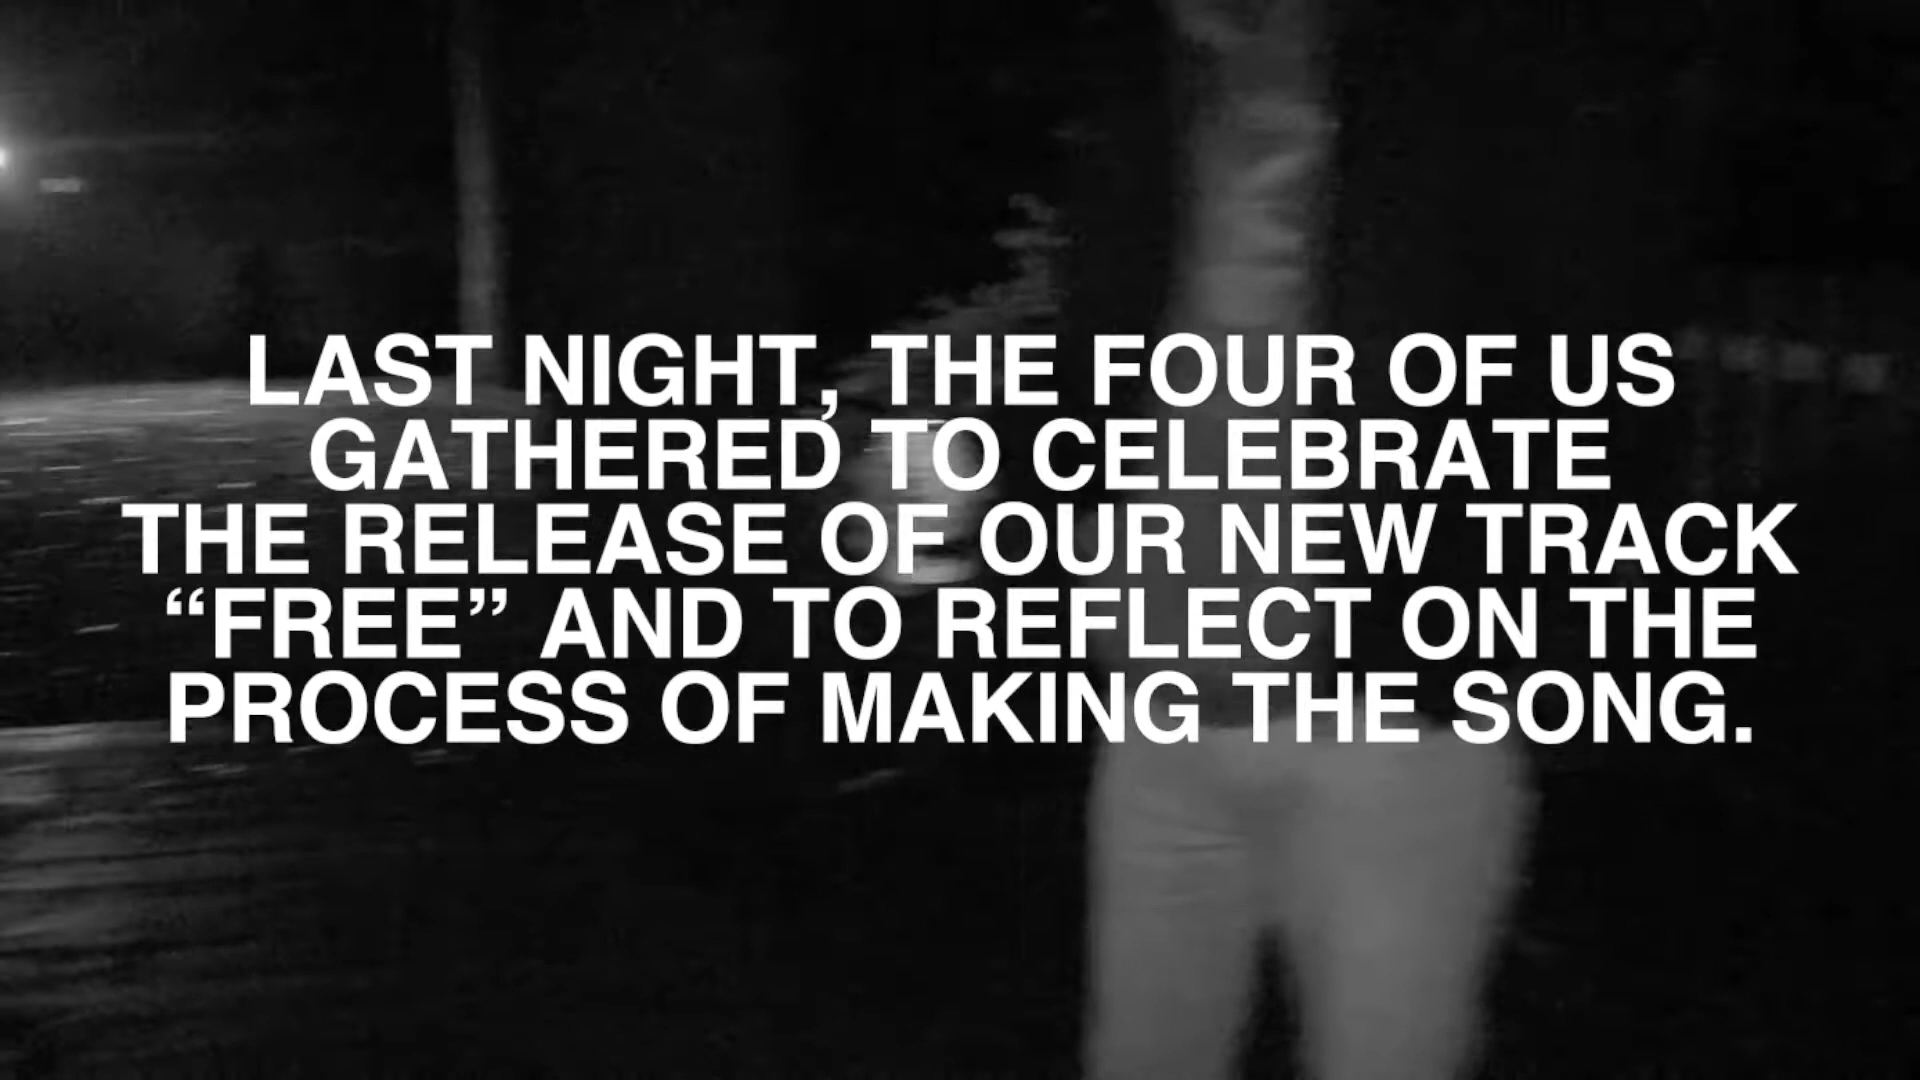 LAST NIGHT, THE FOUR OF US
GATHERED TO CELEBRATE
THE RELEASE OF OUR NEW TRACK
“FREE” AND TO REFLECT ON THE
PROCESS OF MAKING THE SONG.